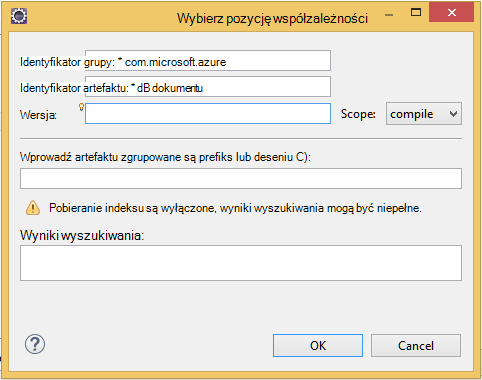 Wybierz pozycję współzależności
Identyfikator grupy: * com.microsoft.azure
Identyfikator artefaktu: * dB dokumentu
Wersja: Scope: compile
Wprowadź artefaktu zgrupowane są prefiks lub deseniu C):
Pobieranie indeksu są wyłączone, wyniki wyszukiwania mogą być niepełne.
Wyniki wyszukiwania:
? OK Cancel